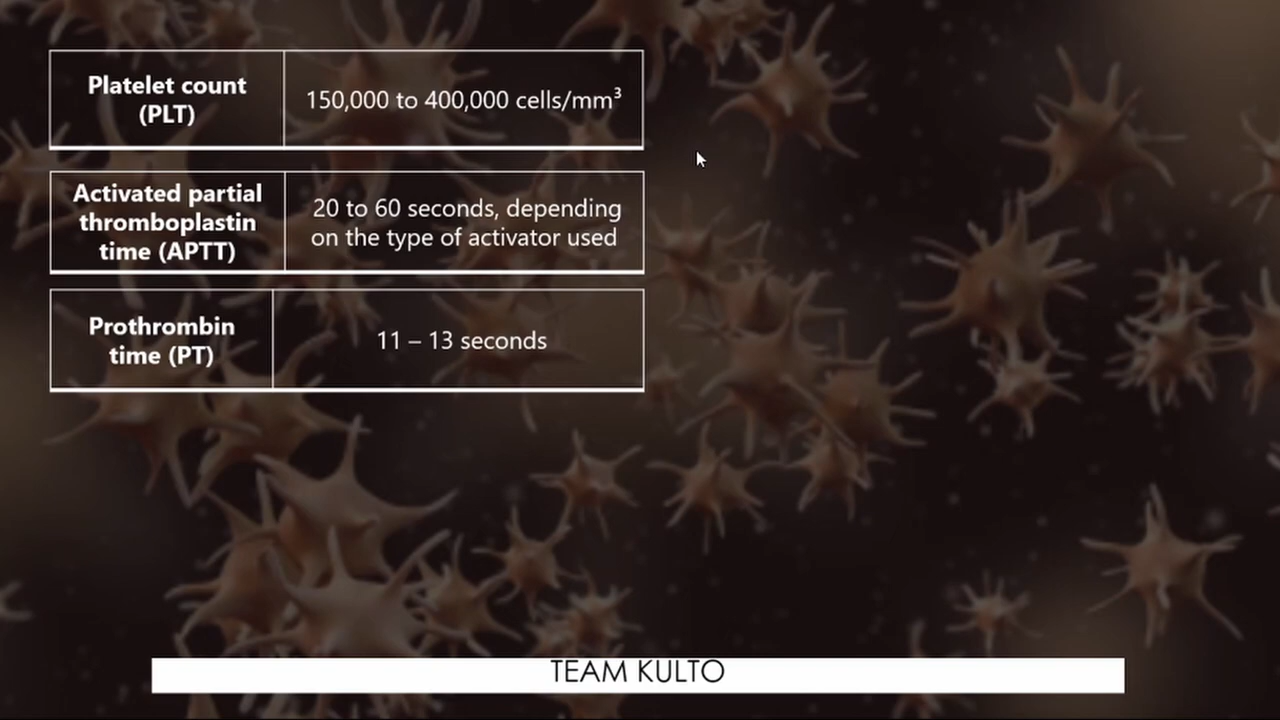 Platelet count
(PLT)
150,000 to 400,000 cells/mm³
Activated partial
thromboplastin
time (APTT)
20 to 60 seconds, depending
on the type of activator used
Prothrombin
time (PT)
11 – 13 seconds
TEAM KULTO